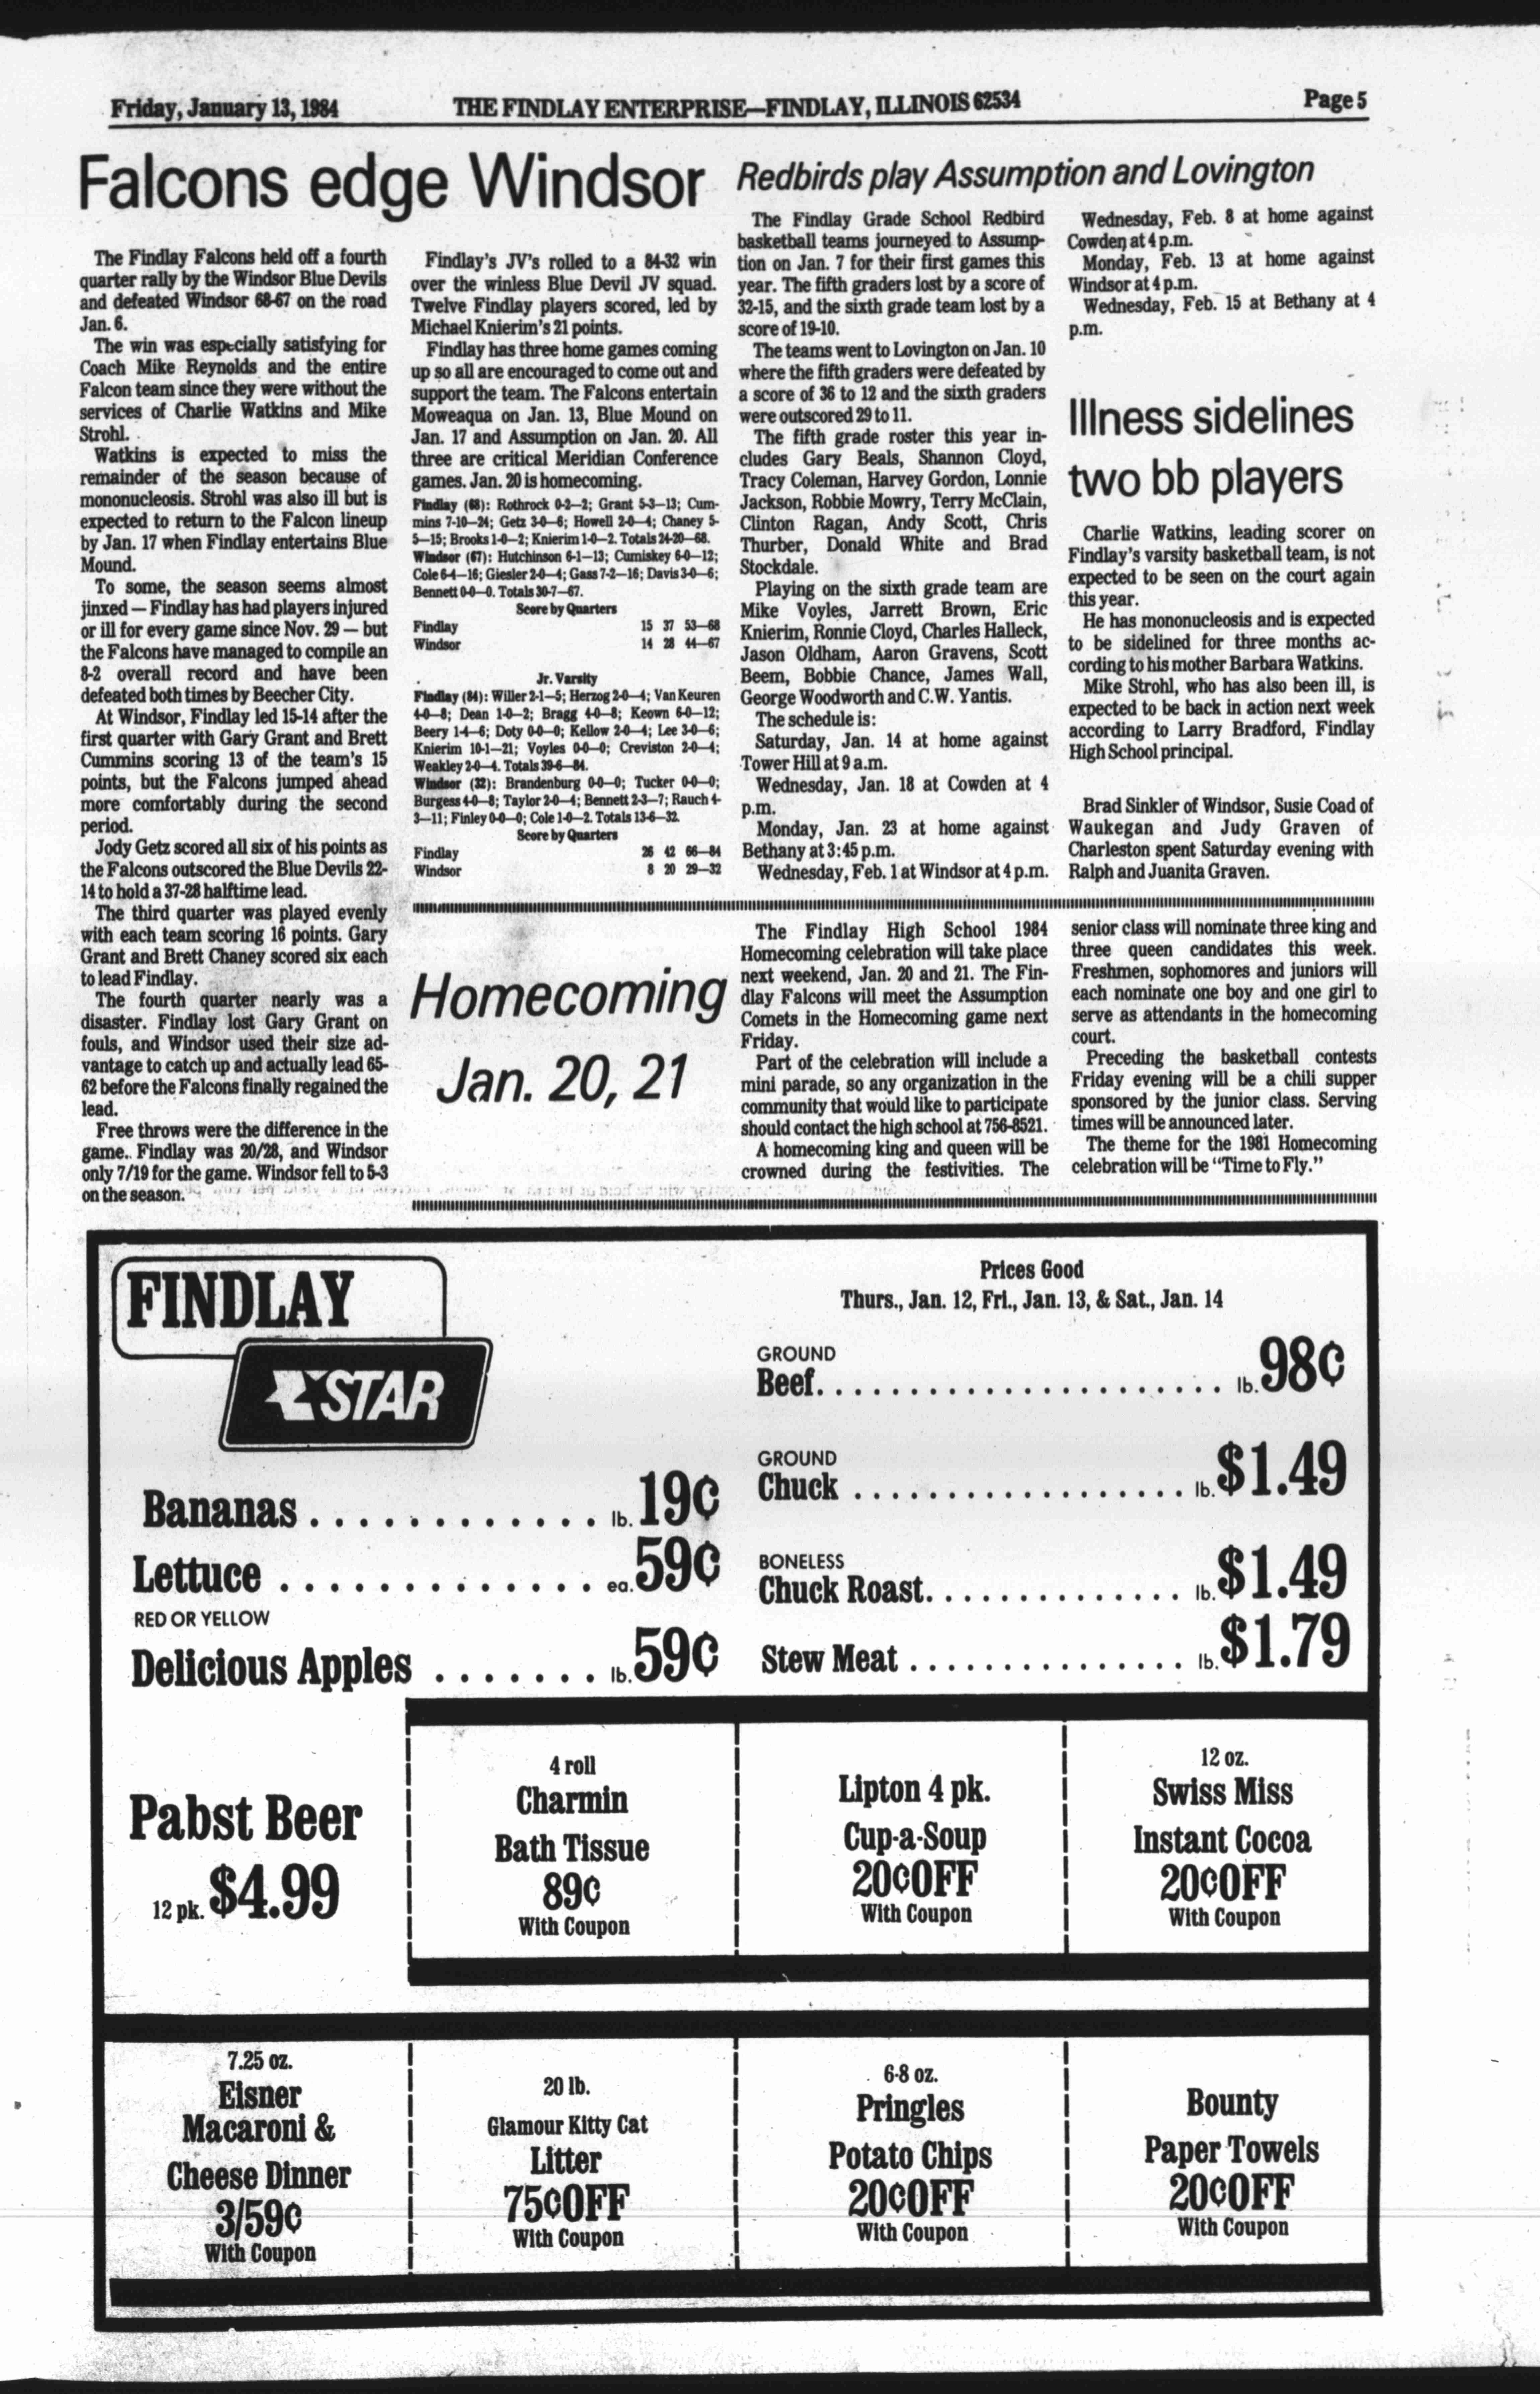 Friday, January 13, 1984
THE FINDLAY ENTERPRISE—FINDLAY, ILLINOIS 62534
Page 5
Falcons edge Windsor
The Findlay Falcons held off a fourth
quarter rally by the Windsor Blue Devils
and defeated Windsor 68-67 on the road
Jan. 6.
The win was especially satisfying for
Coach Mike Reynolds and the entire
Falcon team since they were without the
services of Charlie Watkins and Mike
Strohl.
Watkins is expected to miss the
remainder of the season because of
mononucleosis. Strohl was also ill but is
expected to return to the Falcon lineup
by Jan. 17 when Findlay entertains Blue
Mound.
To some, the season seems almost
jinxed — Findlay has had players injured
or ill for every game since Nov. 29 — but
the Falcons have managed to compile an
8-2 overall record and have been
defeated both times by Beecher City.
At Windsor, Findlay led 15-14 after the
first quarter with Gary Grant and Brett
Cummins scoring 13 of the team's 15
points, but the Falcons jumped ahead
more comfortably during the second
period.
Jody Getz scored all six of his points as
the Falcons outscored the Blue Devils 22-
14 to hold a 37-28 halftime lead.
The third quarter was played evenly
with each team scoring 16 points. Gary
Grant and Brett Chaney scored six each
to lead Findlay.
The fourth quarter nearly was a
disaster. Findlay lost Gary Grant on
fouls, and Windsor used their size ad-
vantage to catch up and actually lead 65-
62 before the Falcons finally regained the
lead.
Free throws were the difference in the
game. Findlay was 20/28, and Windsor
only 7/19 for the game. Windsor fell to 5-3
on the season.
Findlay's JV's rolled to a 84-32 win
over the winless Blue Devil JV squad.
Twelve Findlay players scored, led by
Michael Knierim's 21 points.
Findlay has three home games coming
up so all are encouraged to come out and
support the team. The Falcons entertain
Moweaqua on Jan. 13, Blue Mound on
Jan. 17 and Assumption on Jan. 20. All
three are critical Meridian Conference
games. Jan. 20 is homecoming.
Findlay (68): Rothrock 0-2—2; Grant 5-3—13; Cum-
mins 7-10—24; Getz 3-0—6; Howell 2-0—4; Chaney 5-
5—15; Brooks 1-0—2; Knierim 1-0—2. Totals 24-20—68.
Windsor (67): Hutchinson 6-1—13; Cumiskey 6-0—12;
Cole 6-4—16; Giesler 2-0—4; Gass 7-2—16; Davis 3-0—6;
Bennett 0-0—0. Totals 30-7—67.
Score by Quarters
Findlay 15 37 53—68
Windsor 14 28 44—67
Jr. Varsity
Findlay (84): Willer 2-1—5; Herzog 2-0—4; Van Keuren
4-0—8; Dean 1-0—2; Bragg 4-0—8; Keown 6-0—12;
Beery 1-4—6; Doty 0-0—0; Kellow 2-0—4; Lee 3-0—6;
Knierim 10-1—21; Voyles 0-0—0; Creviston 2-0—4;
Weakley 2-0—4. Totals 39-6—84.
Windsor (32): Brandenburg 0-0—0; Tucker 0-0—0;
Burgess 4-0—8; Taylor 2-0—4; Bennett 2-3—7; Rauch 4-
3—11; Finley 0-0—0; Cole 1-0—2. Totals 13-6—32.
Score by Quarters
Findlay 26 42 66—84
Windsor 8 20 29—32
Redbirds play Assumption and Lovington
The Findlay Grade School Redbird
basketball teams journeyed to Assump-
tion on Jan. 7 for their first games this
year. The fifth graders lost by a score of
32-15, and the sixth grade team lost by a
score of 19-10.
The teams went to Lovington on Jan. 10
where the fifth graders were defeated by
a score of 36 to 12 and the sixth graders
were outscored 29 to 11.
The fifth grade roster this year in-
cludes Gary Beals, Shannon Cloyd,
Tracy Coleman, Harvey Gordon, Lonnie
Jackson, Robbie Mowry, Terry McClain,
Clinton Ragan, Andy Scott, Chris
Thurber, Donald White and Brad
Stockdale.
Playing on the sixth grade team are
Mike Voyles, Jarrett Brown, Eric
Knierim, Ronnie Cloyd, Charles Halleck,
Jason Oldham, Aaron Gravens, Scott
Beem, Bobbie Chance, James Wall,
George Woodworth and C.W. Yantis.
The schedule is:
Saturday, Jan. 14 at home against
Tower Hill at 9 a.m.
Wednesday, Jan. 18 at Cowden at 4
p.m.
Monday, Jan. 23 at home against
Bethany at 3:45 p.m.
Wednesday, Feb. 1 at Windsor at 4 p.m.
Wednesday, Feb. 8 at home against
Cowden at 4 p.m.
Monday, Feb. 13 at home against
Windsor at 4 p.m.
Wednesday, Feb. 15 at Bethany at 4
p.m.
Illness sidelines
two bb players
Charlie Watkins, leading scorer on
Findlay's varsity basketball team, is not
expected to be seen on the court again
this year.
He has mononucleosis and is expected
to be sidelined for three months ac-
cording to his mother Barbara Watkins.
Mike Strohl, who has also been ill, is
expected to be back in action next week
according to Larry Bradford, Findlay
High School principal.
Brad Sinkler of Windsor, Susie Coad of
Waukegan and Judy Graven of
Charleston spent Saturday evening with
Ralph and Juanita Graven.
Homecoming
Jan. 20, 21
The Findlay High School 1984
Homecoming celebration will take place
next weekend, Jan. 20 and 21. The Fin-
dlay Falcons will meet the Assumption
Comets in the Homecoming game next
Friday.
Part of the celebration will include a
mini parade, so any organization in the
community that would like to participate
should contact the high school at 756-8521.
A homecoming king and queen will be
crowned during the festivities. The
senior class will nominate three king and
three queen candidates this week.
Freshmen, sophomores and juniors will
each nominate one boy and one girl to
serve as attendants in the homecoming
court.
Preceding the basketball contests
Friday evening will be a chili supper
sponsored by the junior class. Serving
times will be announced later.
The theme for the 1981 Homecoming
celebration will be "Time to Fly."
FINDLAY
STAR
Prices Good
Thurs., Jan. 12, Fri., Jan. 13, & Sat., Jan. 14
Bananas . . . . . . . . . . . . lb. 19¢
Lettuce . . . . . . . . . . . . . . ea. 59¢
RED OR YELLOW
Delicious Apples . . . . . . . lb. 59¢
GROUND
Beef. . . . . . . . . . . . . . . . . . . . . . lb. 98¢
GROUND
Chuck . . . . . . . . . . . . . . . . . . lb. $1.49
BONELESS
Chuck Roast. . . . . . . . . . . . . . lb. $1.49
Stew Meat . . . . . . . . . . . . . . . lb. $1.79
Pabst Beer
12 pk. $4.99
4 roll
Charmin
Bath Tissue
89¢
With Coupon
Lipton 4 pk.
Cup-a-Soup
20¢OFF
With Coupon
12 oz.
Swiss Miss
Instant Cocoa
20¢OFF
With Coupon
7.25 oz.
Eisner
Macaroni &
Cheese Dinner
3/59¢
With Coupon
20 lb.
Glamour Kitty Cat
Litter
75¢OFF
With Coupon
6-8 oz.
Pringles
Potato Chips
20¢OFF
With Coupon
Bounty
Paper Towels
20¢OFF
With Coupon